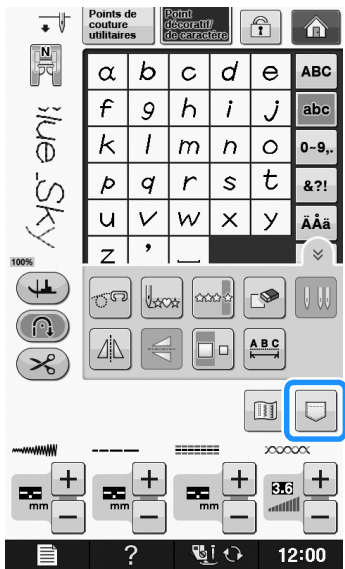 Points de couture utilitaires
Point décoratif/ de caractère
N
Blue_Sky
100%
a b c d e ABC
f g h i j abc
k l m n o 0~9,.
p q r s t &?!
u v w x y ÄÅä
z ' _
A B C
+ + + +
mm mm mm 3.6
− − − −
? 12:00